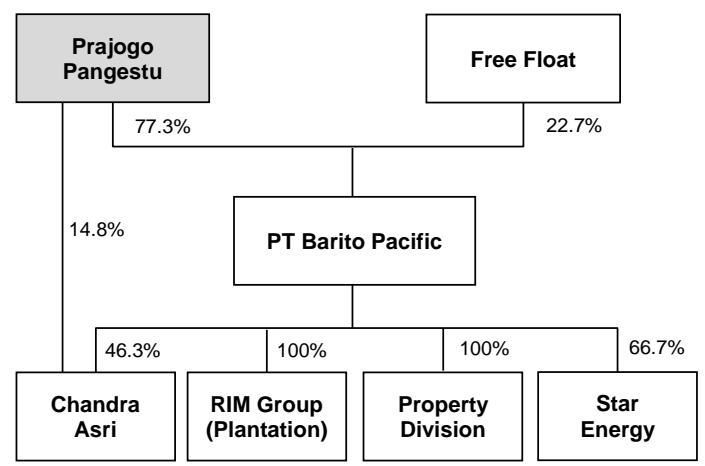 Prajogo
Pangestu
Free Float
77.3%
22.7%
14.8%
PT Barito Pacific
46.3%
100%
100%
66.7%
Chandra
Asri
RIM Group
(Plantation)
Property
Division
Star
Energy